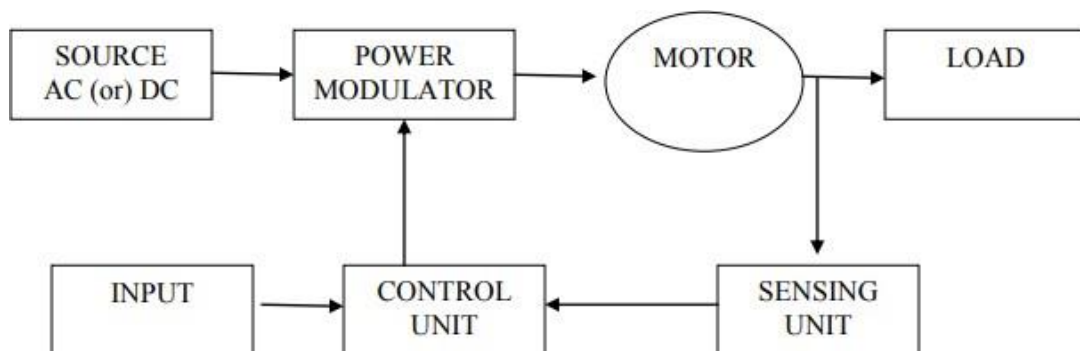 SOURCE
AC (or) DC
POWER
MODULATOR
MOTOR
LOAD
INPUT
CONTROL
UNIT
SENSING
UNIT